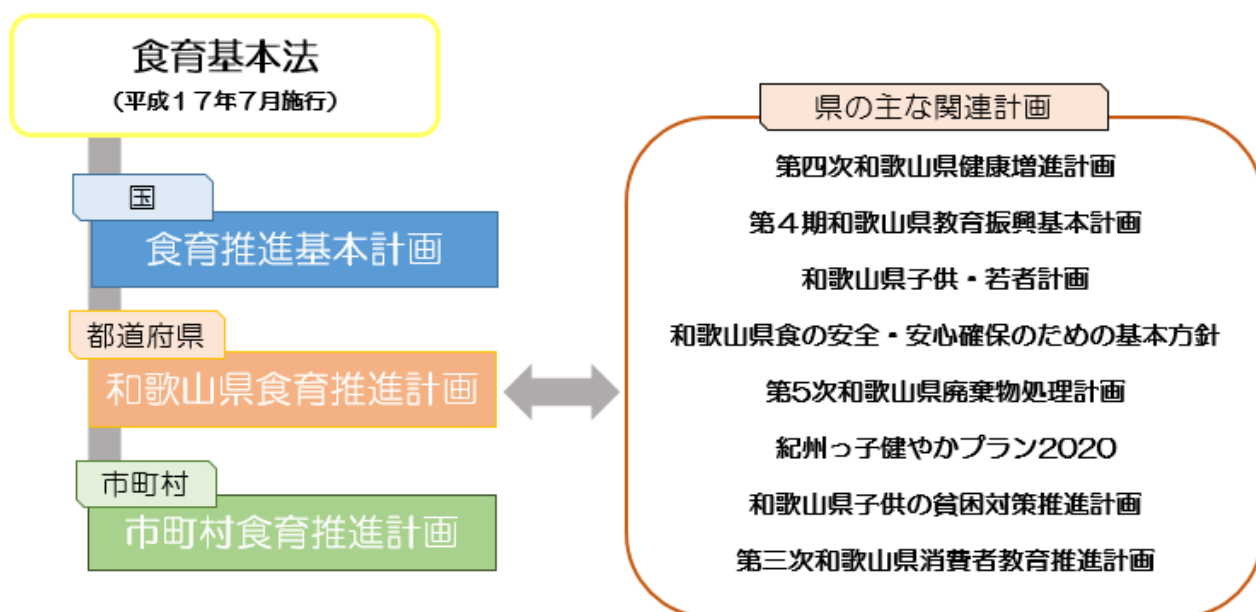 食育基本法
（平成１７年７月施行）
国
食育推進基本計画
都道府県
和歌山県食育推進計画
市町村
市町村食育推進計画
県の主な関連計画
第四次和歌山県健康増進計画
第４期和歌山県教育振興基本計画
和歌山県子供・若者計画
和歌山県食の安全・安心確保のための基本方針
第5次和歌山県廃棄物処理計画
紀州っ子健やかプラン2020
和歌山県子供の貧困対策推進計画
第三次和歌山県消費者教育推進計画